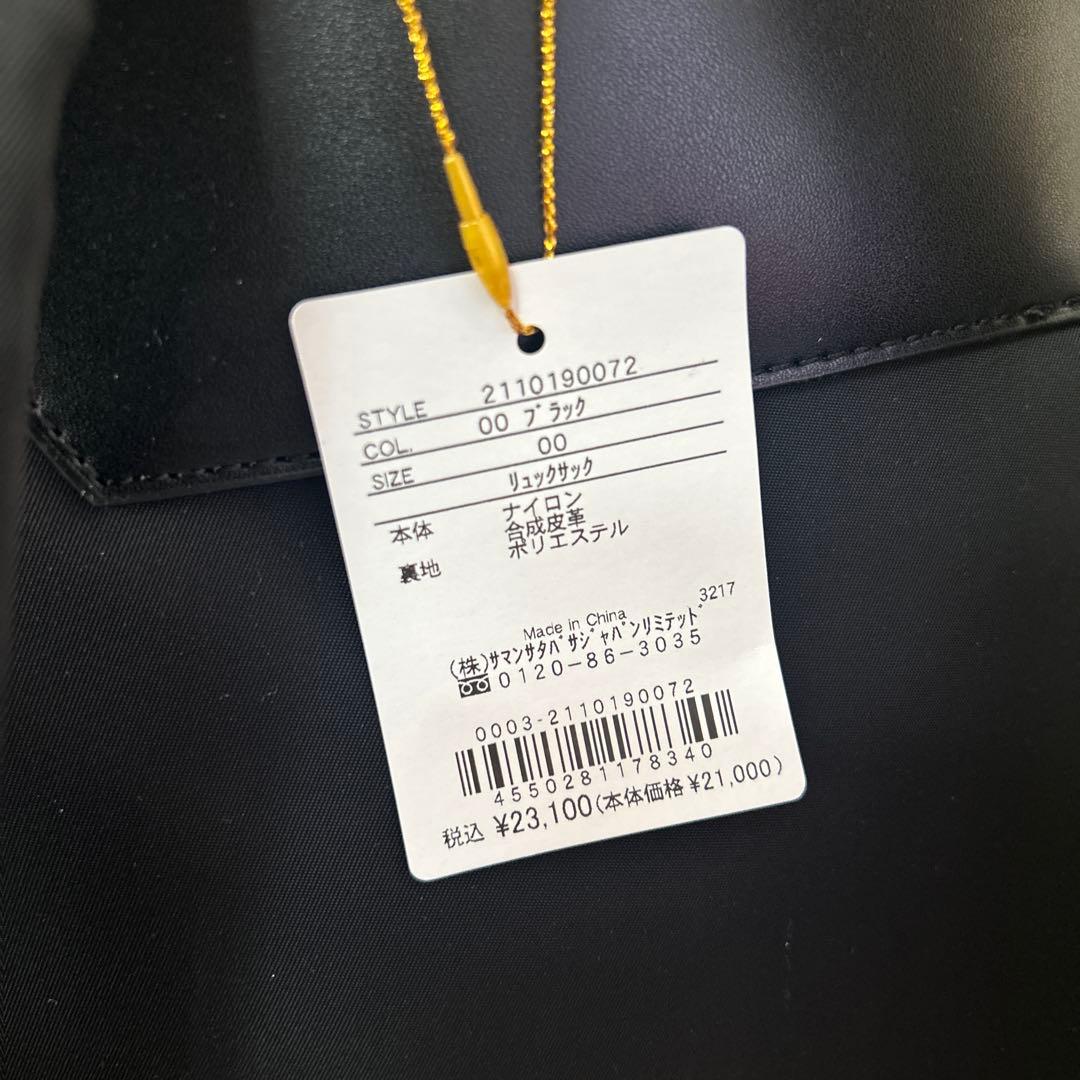 STYLE 2110190072
COL. 00 ブラック
SIZE 00
リュックサック
本体 ナイロン
合成皮革
裏地 ポリエステル
3217
Made in China
(株)サマンサタバサジャパンリミテッド
0120-86-3035
0003-2110190072
4550281178340
税込 ¥23,100(本体価格¥21,000)